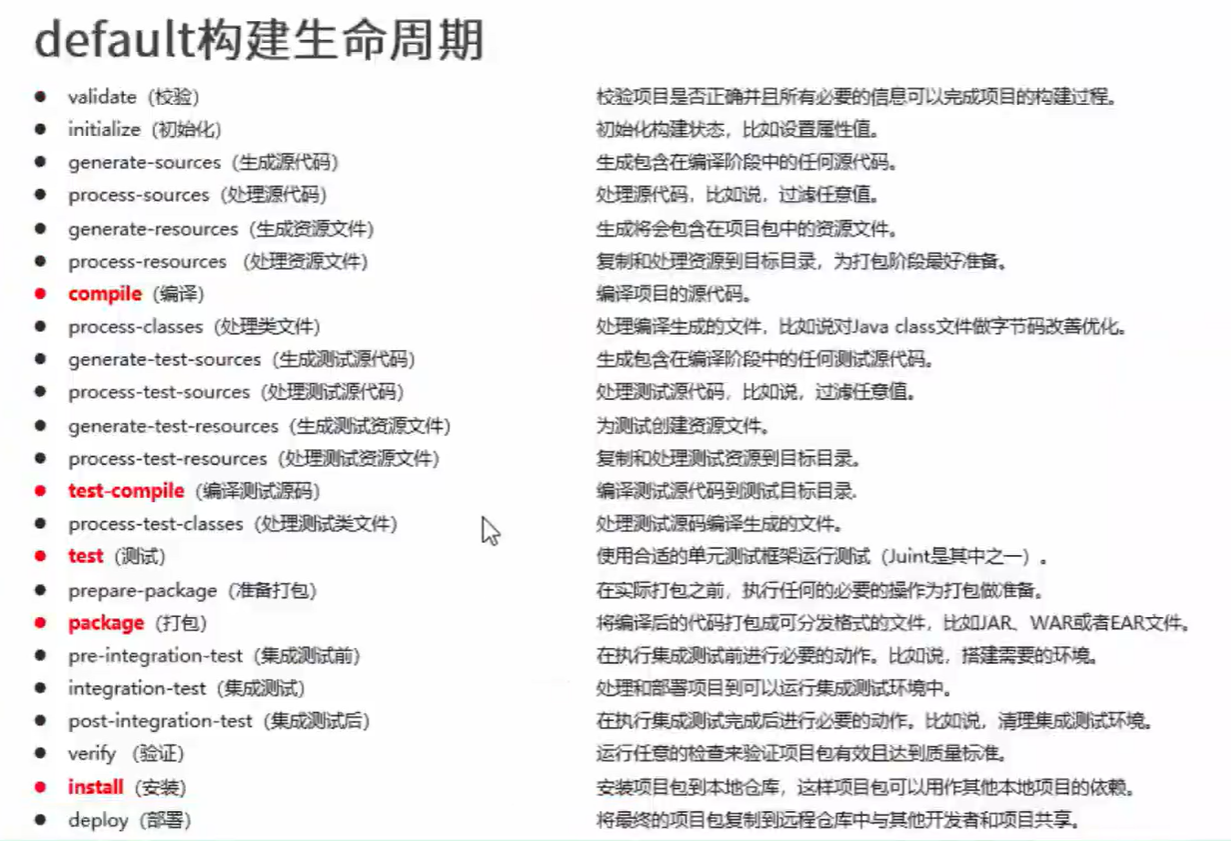 default构建生命周期
● validate (校验) 校验项目是否正确并且所有必要的信息可以完成项目的构建过程。
● initialize (初始化) 初始化构建状态，比如设置属性值。
● generate-sources (生成源代码) 生成包含在编译阶段中的任何源代码。
● process-sources (处理源代码) 处理源代码，比如说，过滤任意值。
● generate-resources (生成资源文件) 生成将会包含在项目包中的资源文件。
● process-resources (处理资源文件) 复制和处理资源到目标目录，为打包阶段最好准备。
● compile (编译) 编译项目的源代码。
● process-classes (处理类文件) 处理编译生成的文件，比如说对Java class文件做字节码改善优化。
● generate-test-sources (生成测试源代码) 生成包含在编译阶段中的任何测试源代码。
● process-test-sources (处理测试源代码) 处理测试源代码，比如说，过滤任意值。
● generate-test-resources (生成测试资源文件) 为测试创建资源文件。
● process-test-resources (处理测试资源文件) 复制和处理测试资源到目标目录。
● test-compile (编译测试源码) 编译测试源代码到测试目标目录.
● process-test-classes (处理测试类文件) 处理测试源码编译生成的文件。
● test (测试) 使用合适的单元测试框架运行测试（Juint是其中之一）。
● prepare-package (准备打包) 在实际打包之前，执行任何的必要的操作为打包做准备。
● package (打包) 将编译后的代码打包成可分发格式的文件，比如JAR、WAR或者EAR文件。
● pre-integration-test (集成测试前) 在执行集成测试前进行必要的动作。比如说，搭建需要的环境。
● integration-test (集成测试) 处理和部署项目到可以运行集成测试环境中。
● post-integration-test (集成测试后) 在执行集成测试完成后进行必要的动作。比如说，清理集成测试环境。
● verify (验证) 运行任意的检查来验证项目包有效且达到质量标准。
● install (安装) 安装项目包到本地仓库，这样项目包可以用作其他本地项目的依赖。
● deploy (部署) 将最终的项目包复制到远程仓库中与其他开发者和项目共享。